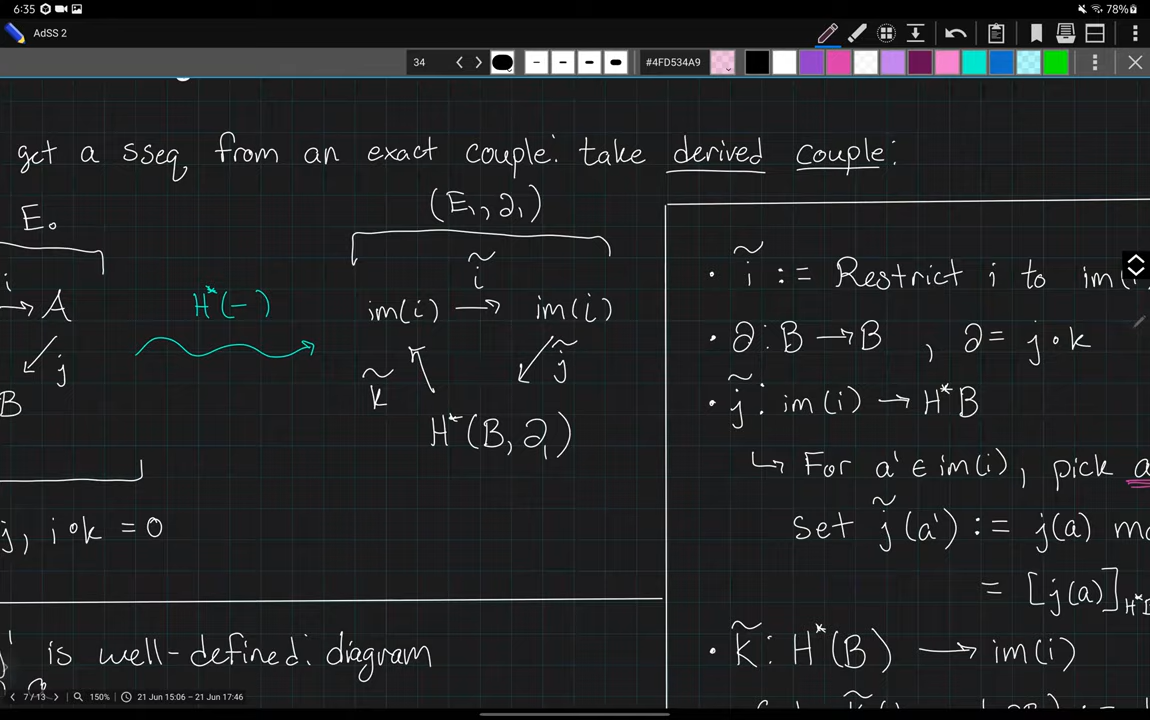 6:35
78%
AdSS 2
34
#4FD534A9
get a sseq from an exact couple: take derived couple:
E₀
(E₁, ∂₁)
i
ĩ
→ A
H*(−)
im(i) → im(i)
j
k̃
j̃
B
H*(B, ∂₁)
j, i∘k = 0
j' is well-defined: diagram
• ĩ := Restrict i to im(i
• ∂: B → B , ∂ = j∘k
• j̃: im(i) → H*B
↳ For a' ∈ im(i), pick a
Set j̃(a') := j(a) mo
= [j(a)]H*B
• k̃: H*(B) → im(i)
7/13
150%
21 Jun 15:06 – 21 Jun 17:46